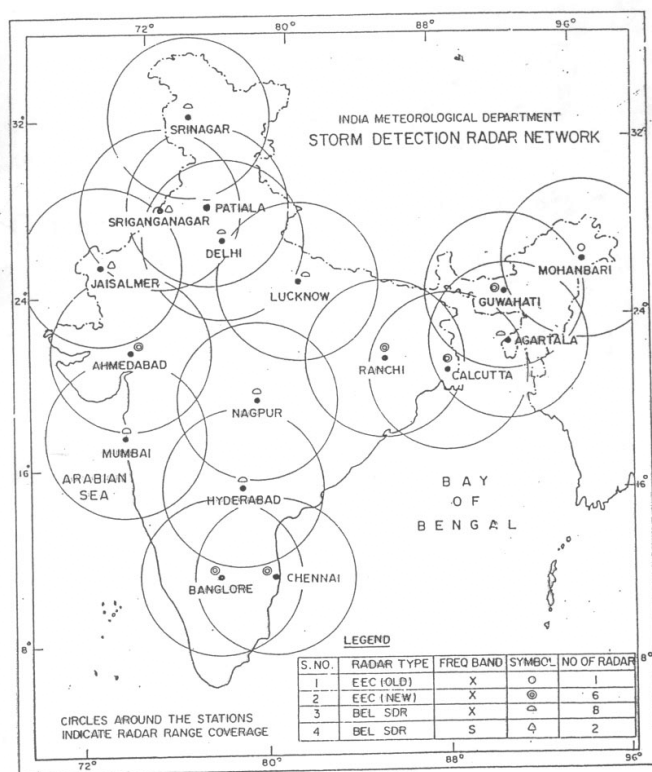 72° 80° 88° 96°
INDIA METEOROLOGICAL DEPARTMENT
STORM DETECTION RADAR NETWORK
32° 32°
SRINAGAR
PATIALA
SRIGANGANAGAR
DELHI
MOHANBARI
JAISALMER
LUCKNOW
GUWAHATI
24° 24°
AGARTALA
AHMEDABAD
RANCHI
CALCUTTA
NAGPUR
MUMBAI
ARABIAN
SEA
16° 16°
HYDERABAD
BAY
OF
BENGAL
BANGLORE
CHENNAI
8° 8°
LEGEND
S. NO. RADAR TYPE FREQ BAND SYMBOL NO OF RADAR
1 EEC (OLD) X 1
2 EEC (NEW) X 6
3 BEL SDR X 8
4 BEL SDR S 2
CIRCLES AROUND THE STATIONS
INDICATE RADAR RANGE COVERAGE
72° 80° 88° 96°